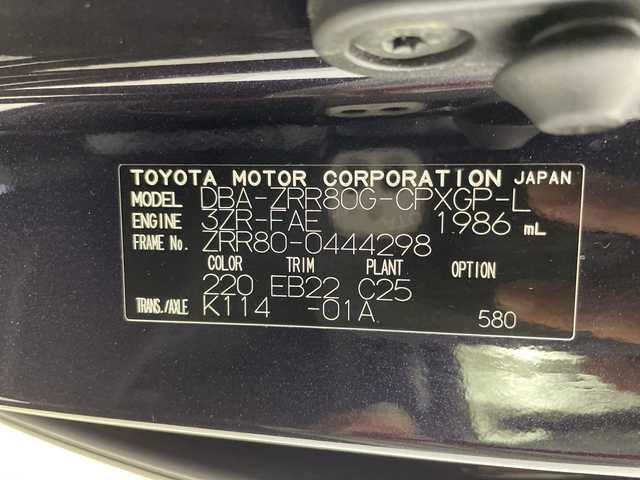 TOYOTA MOTOR CORPORATION JAPAN
MODEL DBA-ZRR80G-CPXGP-L
ENGINE 3ZR-FAE 1986 mL
FRAME No. ZRR80-0444298
COLOR TRIM PLANT OPTION
220 EB22 C25
TRANS./AXLE K114 -01A 580